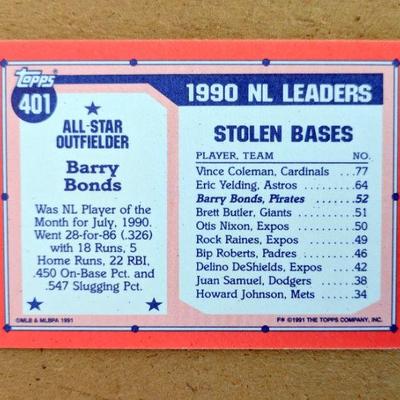 Topps
401
ALL-STAR
OUTFIELDER
Barry
Bonds
Was NL Player of the
Month for July, 1990.
Went 28-for-86 (.326)
with 18 Runs, 5
Home Runs, 22 RBI,
.450 On-Base Pct. and
.547 Slugging Pct.
©MLB & MLBPA 1991
1990 NL LEADERS
STOLEN BASES
PLAYER, TEAM NO.
Vince Coleman, Cardinals ...77
Eric Yelding, Astros ......64
Barry Bonds, Pirates .....52
Brett Butler, Giants ......51
Otis Nixon, Expos .......50
Rock Raines, Expos .....49
Bip Roberts, Padres .....46
Delino DeShields, Expos ...42
Juan Samuel, Dodgers ....38
Howard Johnson, Mets ....34
F* ©1991 THE TOPPS COMPANY, INC.